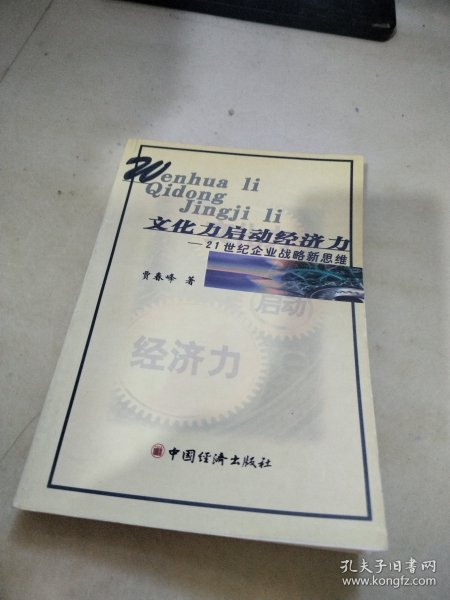 Wenhua li
Qidong
Jingji li
文化力启动经济力
—21世纪企业战略新思维
贾春峰 著
启动
经济力
中国经济出版社
孔夫子旧书网
www.kongfz.com